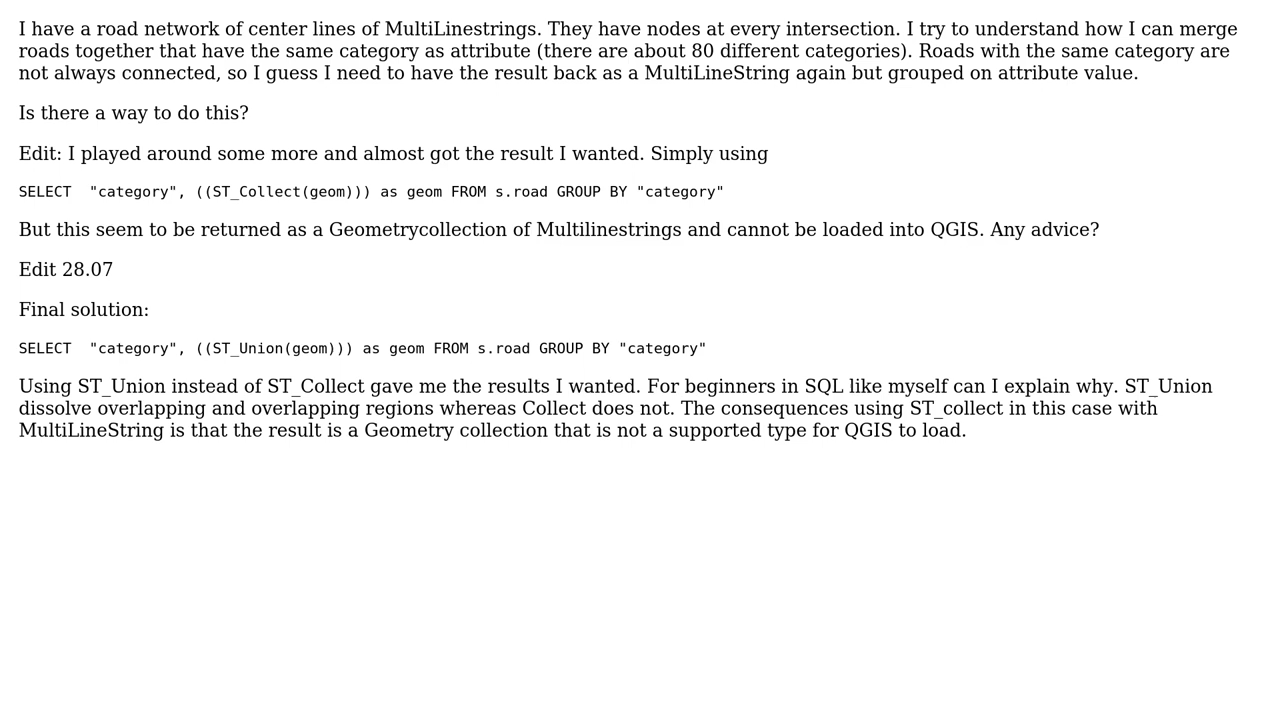 I have a road network of center lines of MultiLinestrings. They have nodes at every intersection. I try to understand how I can merge
roads together that have the same category as attribute (there are about 80 different categories). Roads with the same category are
not always connected, so I guess I need to have the result back as a MultiLineString again but grouped on attribute value.
Is there a way to do this?
Edit: I played around some more and almost got the result I wanted. Simply using
SELECT  "category", ((ST_Collect(geom))) as geom FROM s.road GROUP BY "category"
But this seem to be returned as a Geometrycollection of Multilinestrings and cannot be loaded into QGIS. Any advice?
Edit 28.07
Final solution:
SELECT  "category", ((ST_Union(geom))) as geom FROM s.road GROUP BY "category"
Using ST_Union instead of ST_Collect gave me the results I wanted. For beginners in SQL like myself can I explain why. ST_Union
dissolve overlapping and overlapping regions whereas Collect does not. The consequences using ST_collect in this case with
MultiLineString is that the result is a Geometry collection that is not a supported type for QGIS to load.